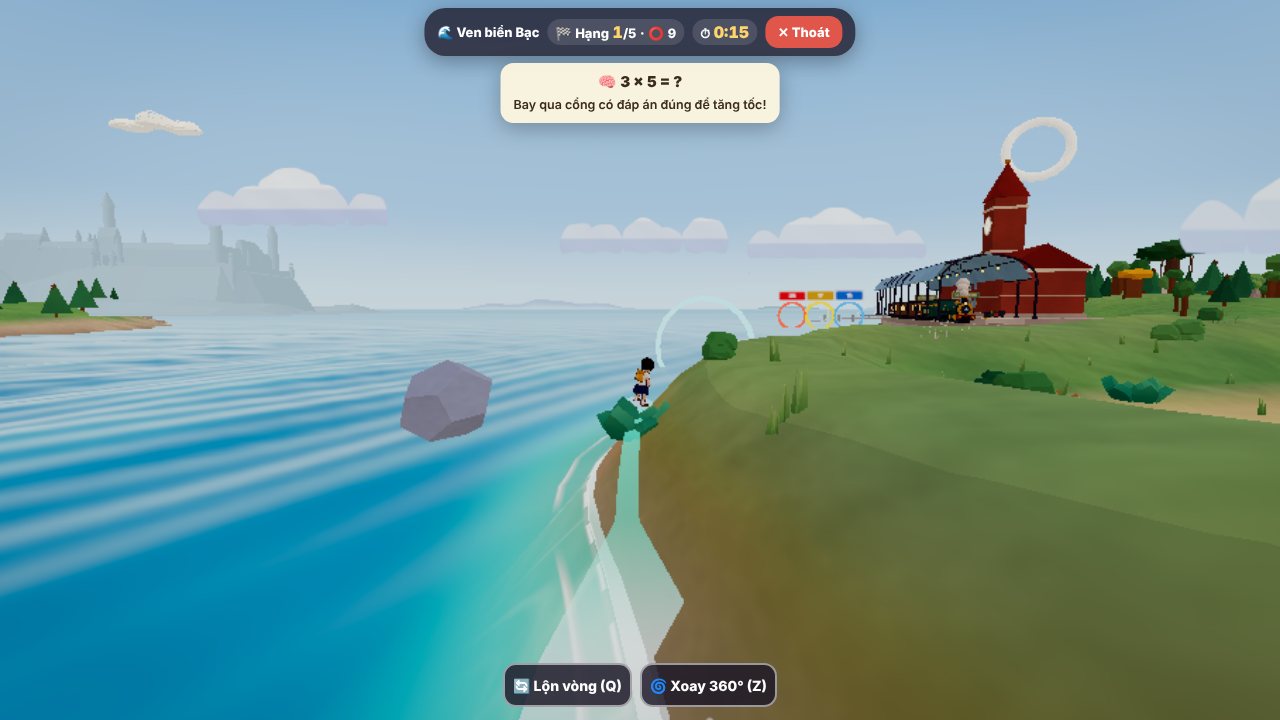 🌊 Ven biển Bạc
🏁 Hạng 1/5 · ⭕ 9
⏱ 0:15
✕ Thoát
🧠 3 × 5 = ?
Bay qua cổng có đáp án đúng để tăng tốc!
🔄 Lộn vòng (Q)
🌀 Xoay 360° (Z)